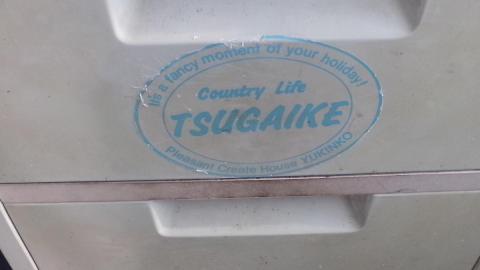 It's a fancy moment of your holiday!
Country Life
TSUGAIKE
Pleasant Create House YUKINKO